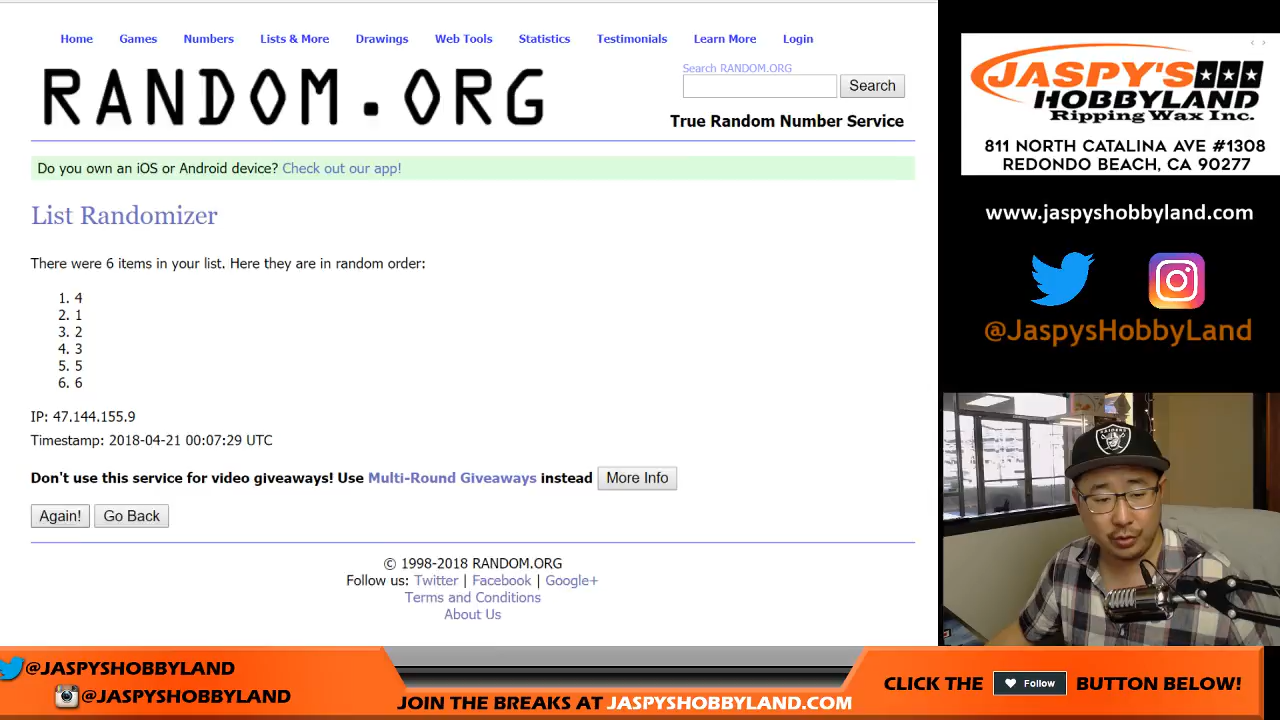 Home Games Numbers Lists & More Drawings Web Tools Statistics Testimonials Learn More Login
RANDOM.ORG
Search RANDOM.ORG
Search
True Random Number Service
Do you own an iOS or Android device? Check out our app!
List Randomizer
There were 6 items in your list. Here they are in random order:
1. 4
2. 1
3. 2
4. 3
5. 5
6. 6
IP: 47.144.155.9
Timestamp: 2018-04-21 00:07:29 UTC
Don't use this service for video giveaways! Use Multi-Round Giveaways instead More Info
Again! Go Back
© 1998-2018 RANDOM.ORG
Follow us: Twitter | Facebook | Google+
Terms and Conditions
About Us
JASPY'S
HOBBYLAND
Ripping Wax Inc.
811 NORTH CATALINA AVE #1308
REDONDO BEACH, CA 90277
www.jaspyshobbyland.com
@JaspysHobbyLand
RAIDERS
@JASPYSHOBBYLAND
@JASPYSHOBBYLAND
JOIN THE BREAKS AT JASPYSHOBBYLAND.COM
CLICK THE Follow BUTTON BELOW!